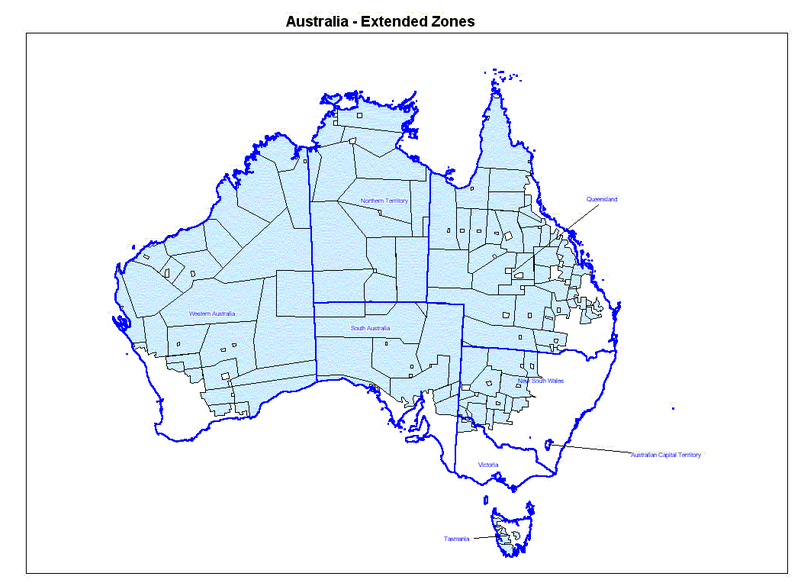 Australia - Extended Zones
Queensland
Northern Territory
Western Australia
South Australia
New South Wales
Australian Capital Territory
Victoria
Tasmania